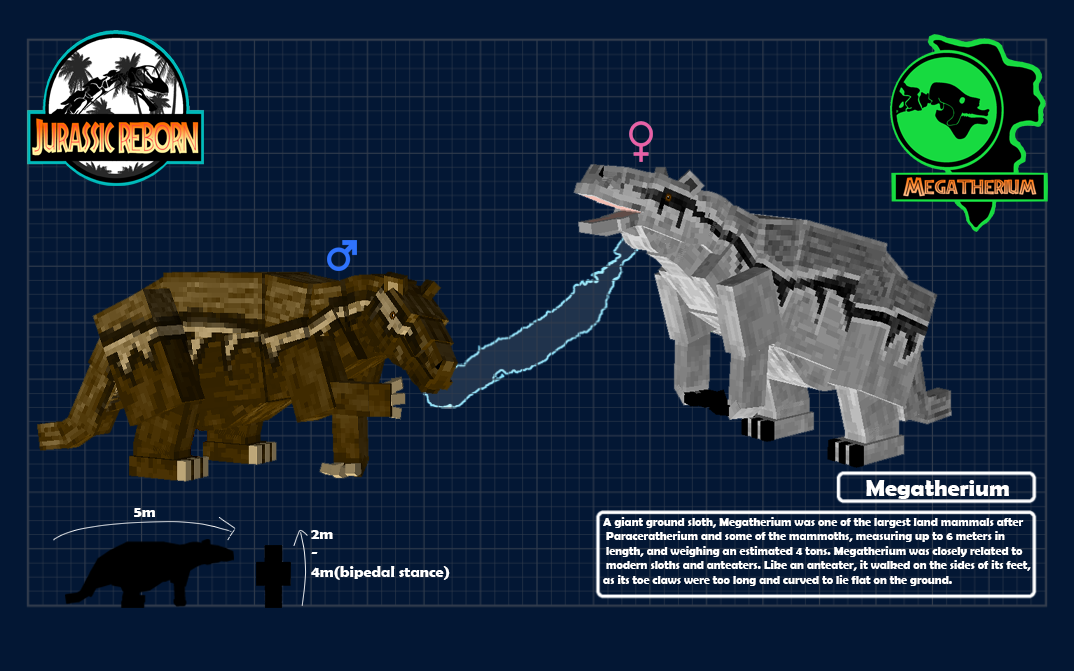 JURASSIC REBORN
MEGATHERIUM
♀
♂
Megatherium
A giant ground sloth, Megatherium was one of the largest land mammals after
Paraceratherium and some of the mammoths, measuring up to 6 meters in
length, and weighing an estimated 4 tons. Megatherium was closely related to
modern sloths and anteaters. Like an anteater, it walked on the sides of its feet,
as its toe claws were too long and curved to lie flat on the ground.
5m
2m
-
4m(bipedal stance)